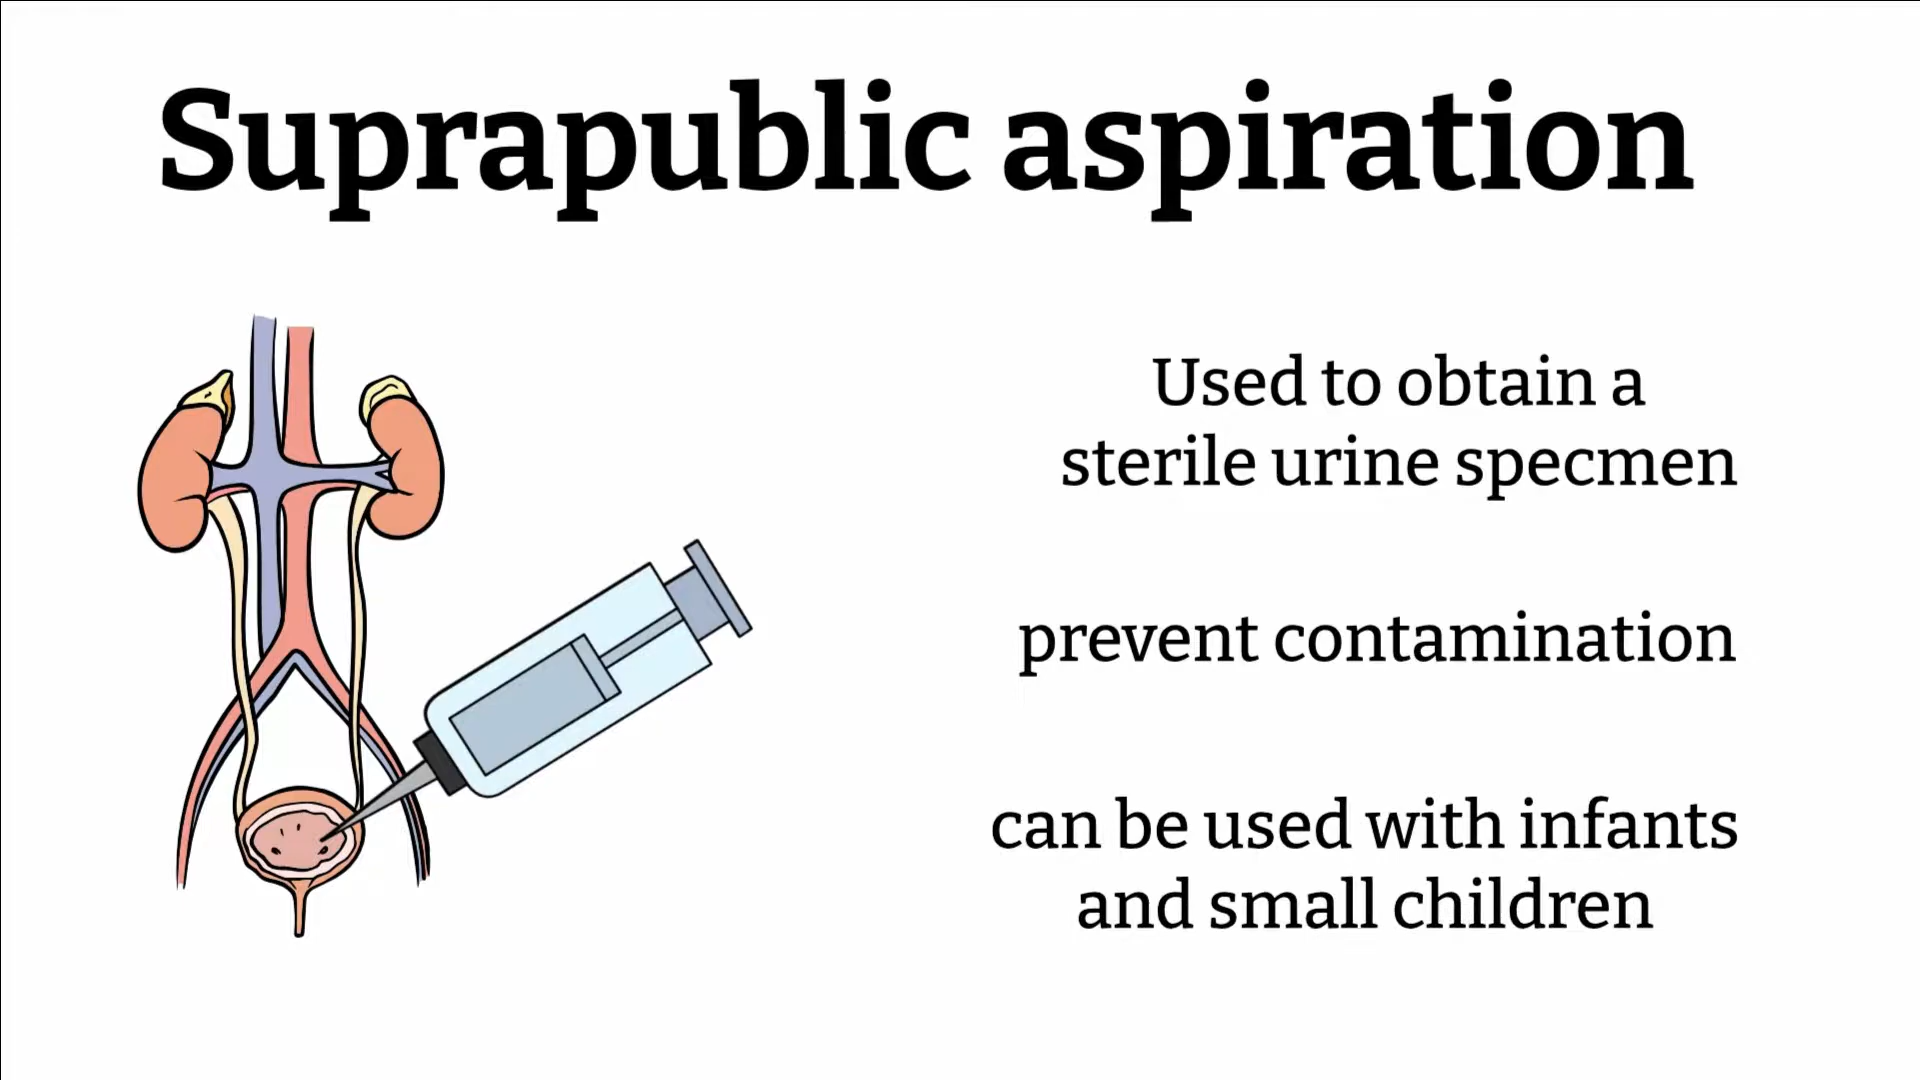 Suprapublic aspiration
Used to obtain a
sterile urine specmen
prevent contamination
can be used with infants
and small children